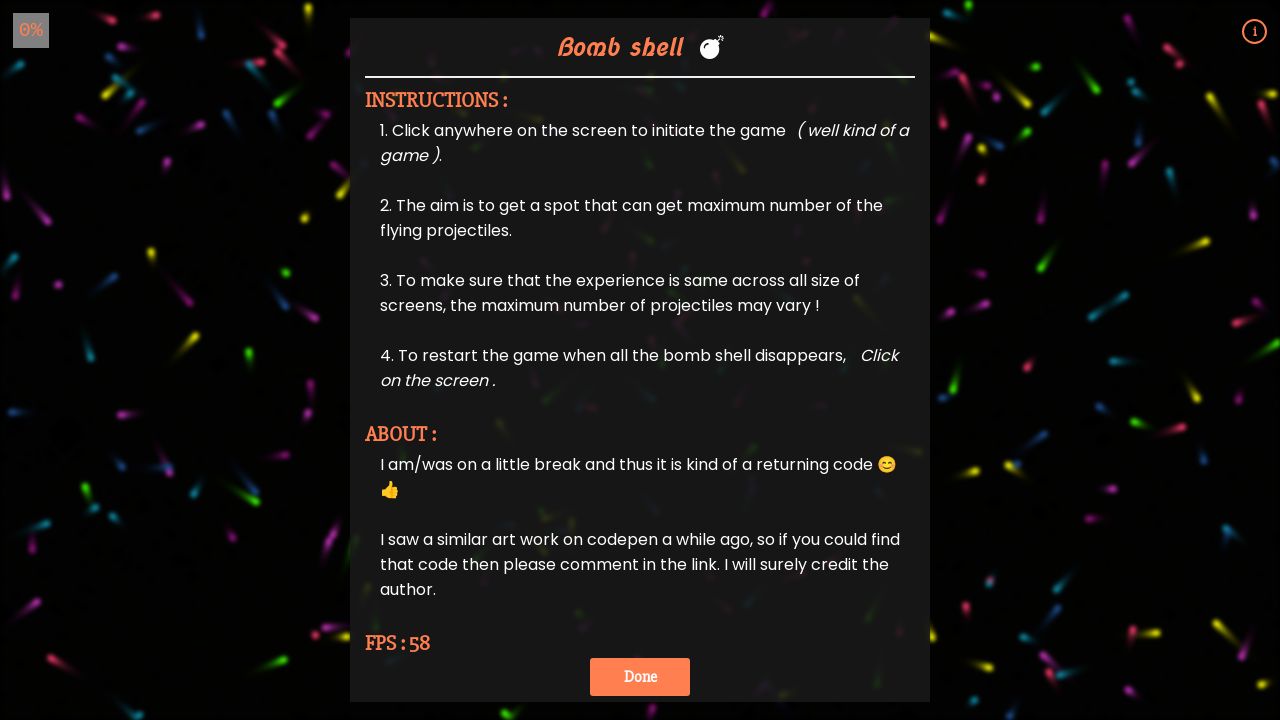 0%
i
Bomb shell 💣
INSTRUCTIONS :
1. Click anywhere on the screen to initiate the game ( well kind of a
game ).
2. The aim is to get a spot that can get maximum number of the
flying projectiles.
3. To make sure that the experience is same across all size of
screens, the maximum number of projectiles may vary !
4. To restart the game when all the bomb shell disappears, Click
on the screen .
ABOUT :
I am/was on a little break and thus it is kind of a returning code 😊
👍
I saw a similar art work on codepen a while ago, so if you could find
that code then please comment in the link. I will surely credit the
author.
FPS : 58
Done